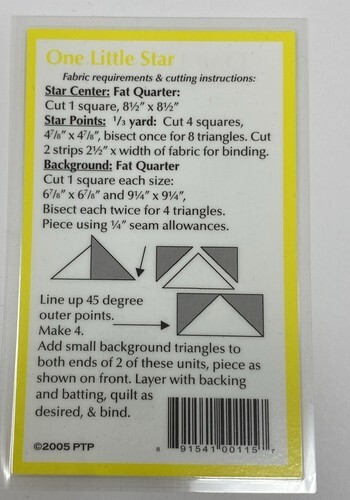 One Little Star
Fabric requirements & cutting instructions:
Star Center: Fat Quarter:
Cut 1 square, 8½" x 8½"
Star Points: ⅓ yard: Cut 4 squares,
4⅞" x 4⅞", bisect once for 8 triangles. Cut
2 strips 2½" x width of fabric for binding.
Background: Fat Quarter
Cut 1 square each size:
6⅞" x 6⅞" and 9¼" x 9¼",
Bisect each twice for 4 triangles.
Piece using ¼" seam allowances.
Line up 45 degree
outer points.
Make 4.
Add small background triangles to
both ends of 2 of these units, piece as
shown on front. Layer with backing
and batting, quilt as
desired, & bind.
8 91541 00115 7
©2005 PTP